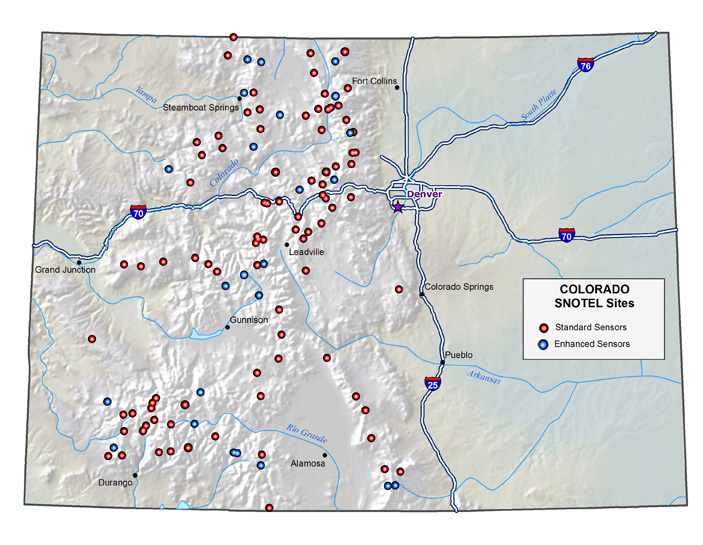 76
Fort Collins
Yampa
Steamboat Springs
South Platte
Colorado
Denver
70
70
Leadville
Grand Junction
COLORADO
SNOTEL Sites
Standard Sensors
Enhanced Sensors
Colorado Springs
Gunnison
Pueblo
Arkansas
25
Rio Grande
Alamosa
Durango